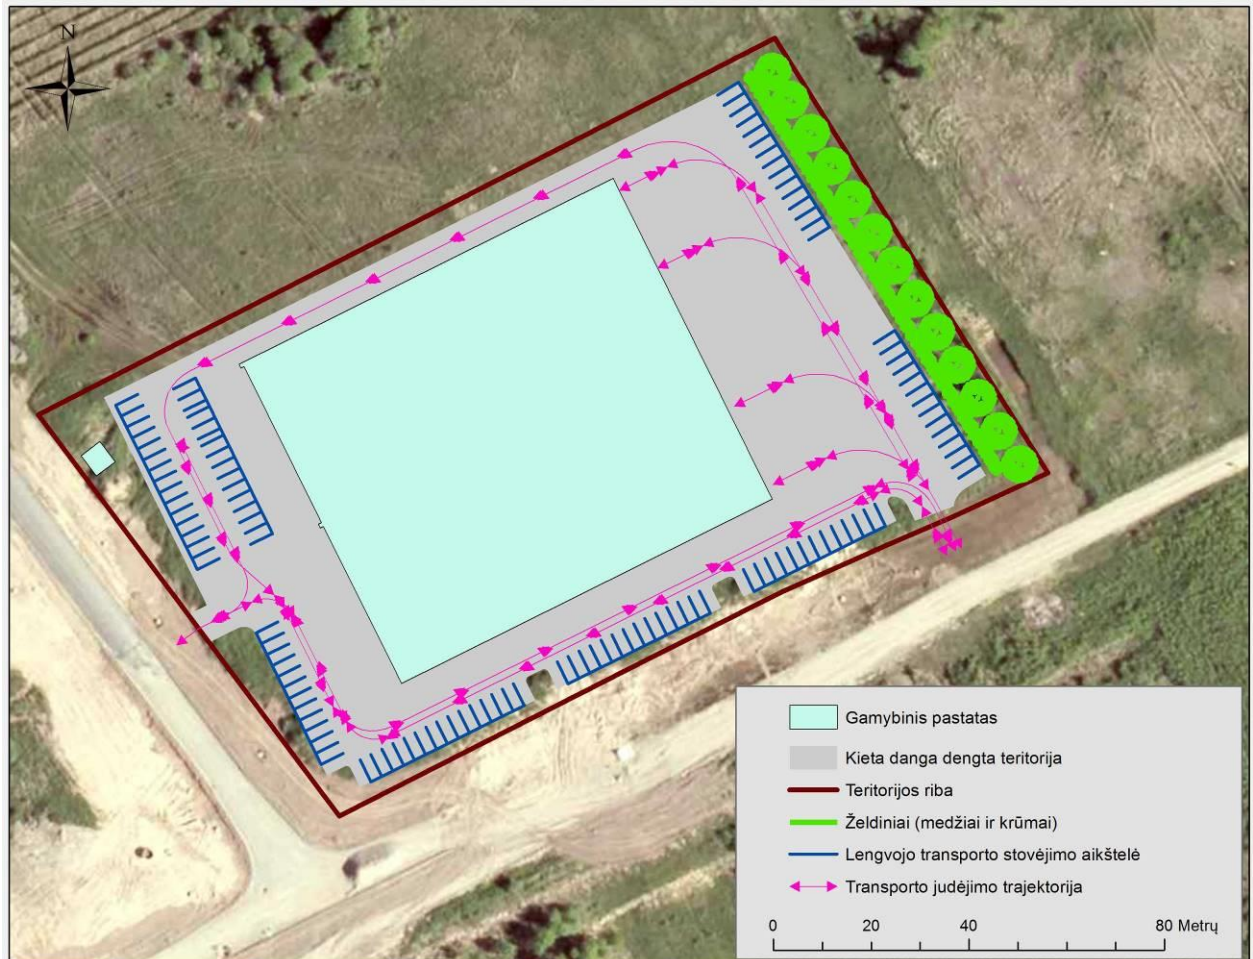 N
Gamybinis pastatas
Kieta danga dengta teritorija
Teritorijos riba
Želdiniai (medžiai ir krūmai)
Lengvojo transporto stovėjimo aikštelė
Transporto judėjimo trajektorija
0 20 40 80 Metrų